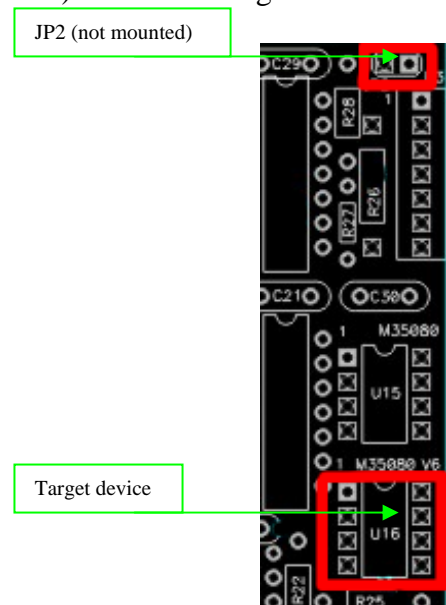 JP2 (not mounted)
C29
1
R28
R26
R27
C21
C30
1 M35080
U15
1 M35080 V6
Target device
U16
R22
R25